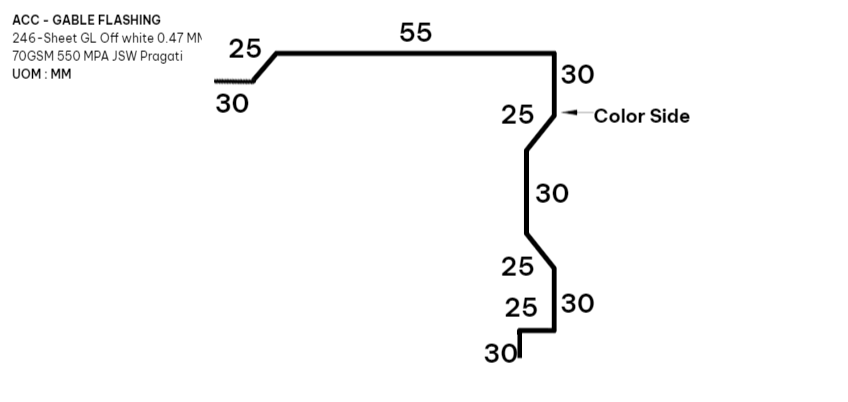 ACC - GABLE FLASHING
246-Sheet GL Off white 0.47 MM
70GSM 550 MPA JSW Pragati
UOM : MM
55
25
30
30
25
Color Side
30
25
25
30
30